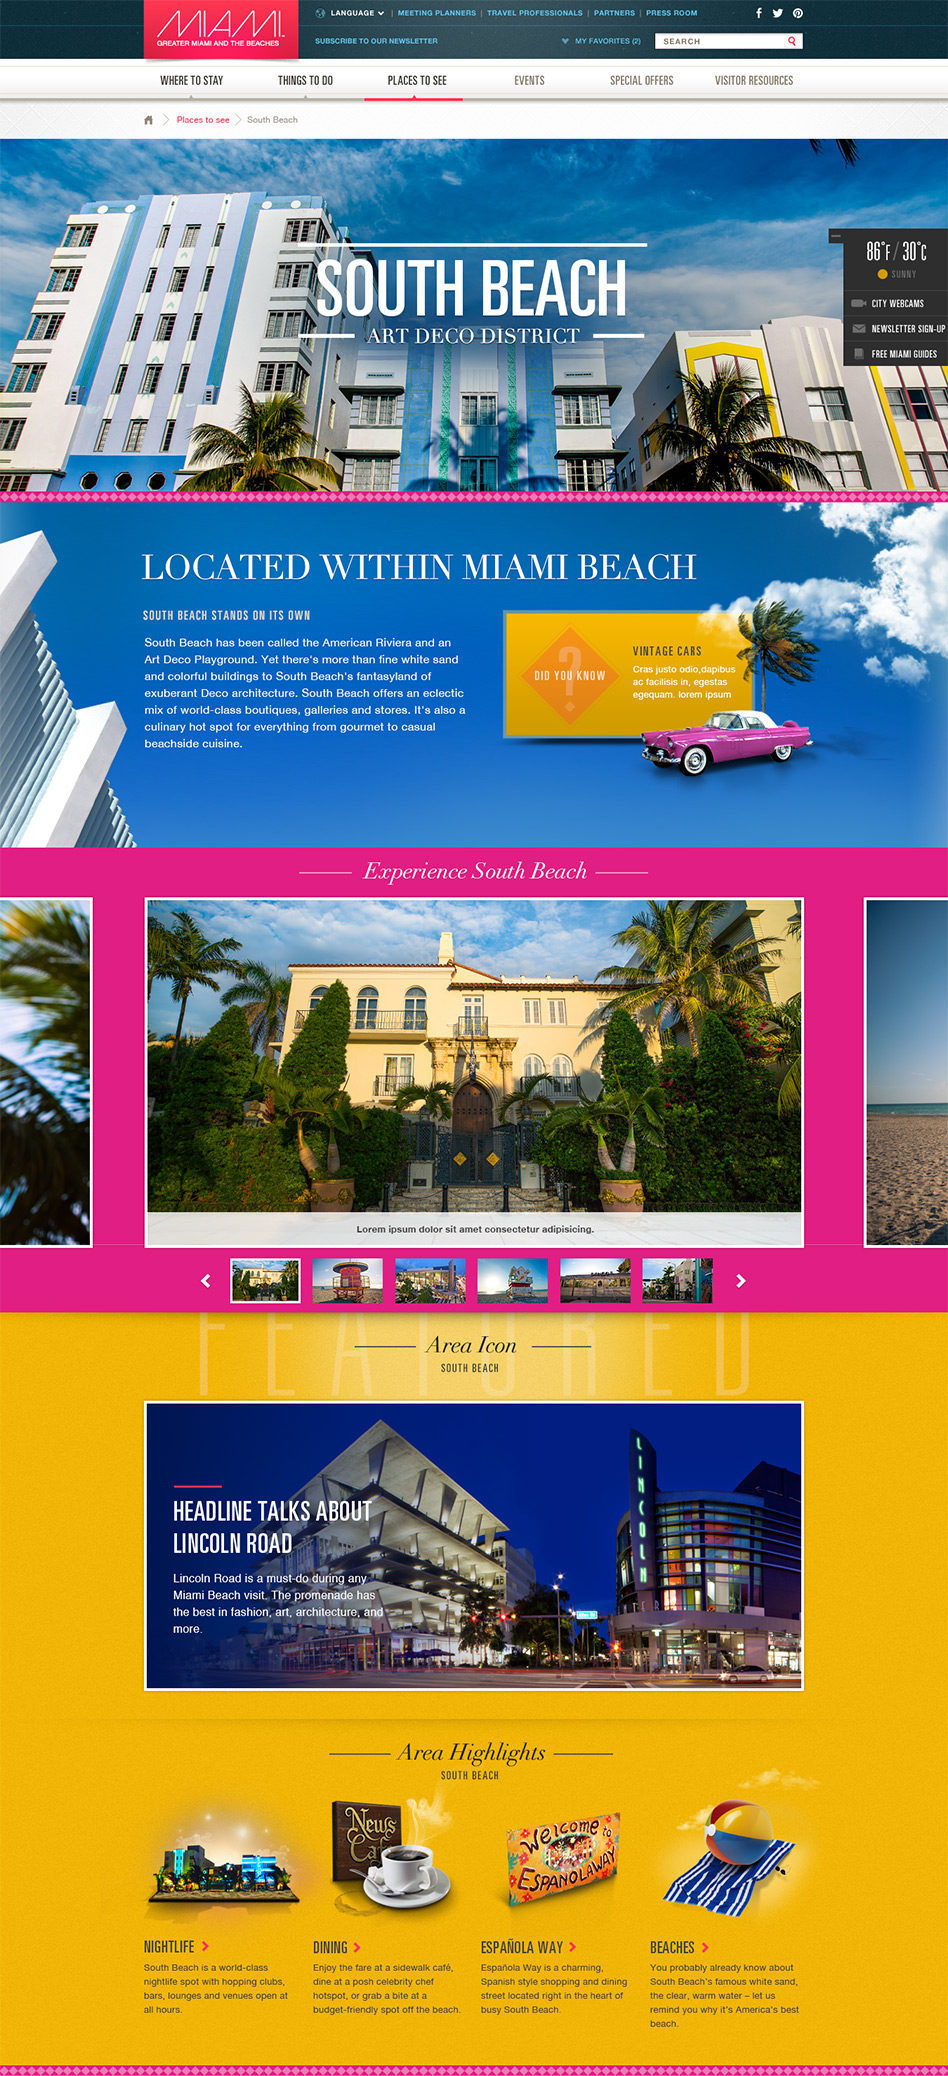 MIAMI
GREATER MIAMI AND THE BEACHES
LANGUAGE | MEETING PLANNERS | TRAVEL PROFESSIONALS | PARTNERS | PRESS ROOM
SUBSCRIBE TO OUR NEWSLETTER
MY FAVORITES (2)
SEARCH
WHERE TO STAY
THINGS TO DO
PLACES TO SEE
EVENTS
SPECIAL OFFERS
VISITOR RESOURCES
Places to see
South Beach
SOUTH BEACH
ART DECO DISTRICT
86°F / 30°C
SUNNY
CITY WEBCAMS
NEWSLETTER SIGN-UP
FREE MIAMI GUIDES
LOCATED WITHIN MIAMI BEACH
SOUTH BEACH STANDS ON ITS OWN
South Beach has been called the American Riviera and an
Art Deco Playground. Yet there's more than fine white sand
and colorful buildings to South Beach's fantasyland of
exuberant Deco architecture. South Beach offers an eclectic
mix of world-class boutiques, galleries and stores. It's also a
culinary hot spot for everything from gourmet to casual
beachside cuisine.
?
DID YOU KNOW
VINTAGE CARS
Cras justo odio,dapibus
ac facilisis in, egestas
egequam. lorem ipsum
Experience South Beach
Lorem ipsum dolor sit amet consectetur adipisicing.
FEATURED
Area Icon
SOUTH BEACH
LINCOLN
HEADLINE TALKS ABOUT
LINCOLN ROAD
Lincoln Road is a must-do during any
Miami Beach visit. The promenade has
the best in fashion, art, architecture, and
more.
Area Highlights
SOUTH BEACH
News
Café
Welcome to
ESPANOLAWAY
NIGHTLIFE
South Beach is a world-class
nightlife spot with hopping clubs,
bars, lounges and venues open at
all hours.
DINING
Enjoy the fare at a sidewalk café,
dine at a posh celebrity chef
hotspot, or grab a bite at a
budget-friendly spot off the beach.
ESPAÑOLA WAY
Española Way is a charming,
Spanish style shopping and dining
street located right in the heart of
busy South Beach.
BEACHES
You probably already know about
South Beach's famous white sand,
the clear, warm water – let us
remind you why it's America's best
beach.